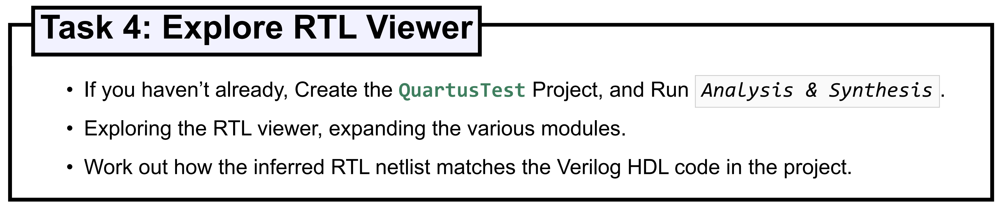 Task 4: Explore RTL Viewer
• If you haven’t already, Create the QuartusTest Project, and Run Analysis & Synthesis.
• Exploring the RTL viewer, expanding the various modules.
• Work out how the inferred RTL netlist matches the Verilog HDL code in the project.